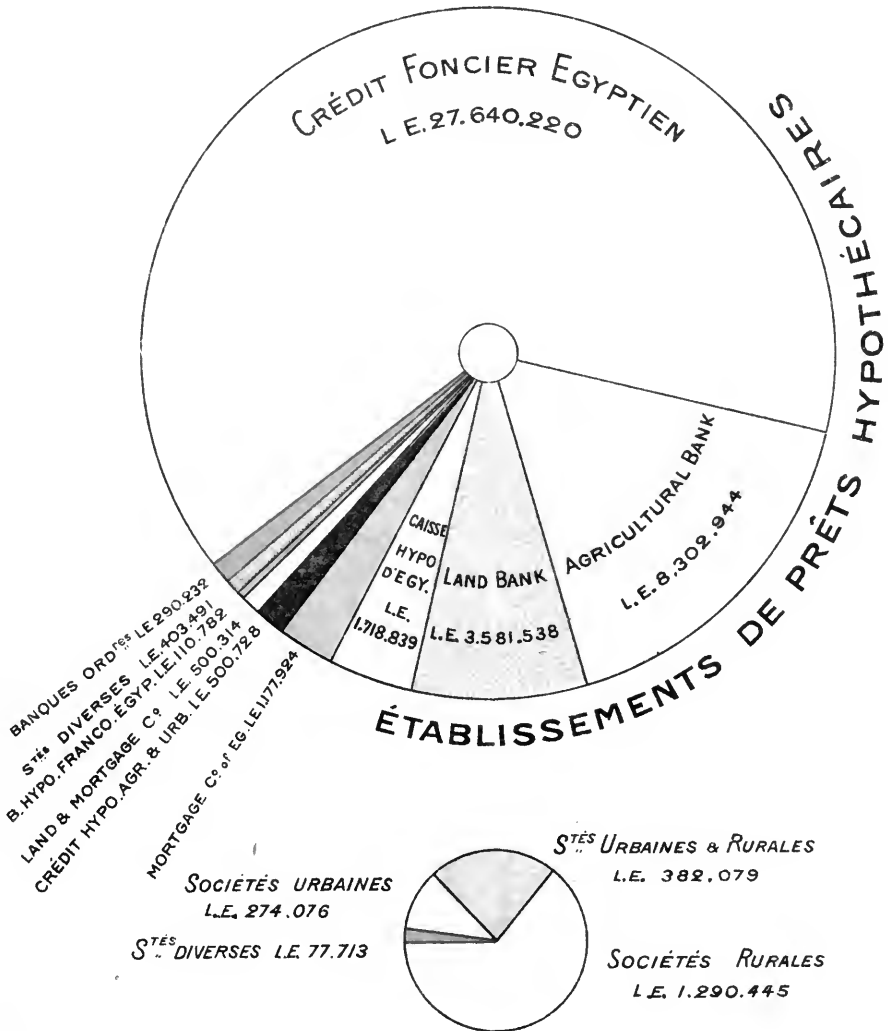 CRÉDIT FONCIER EGYPTIEN
L E. 27.640.220
ÉTABLISSEMENTS DE PRÊTS HYPOTHÉCAIRES
AGRICULTURAL BANK
L.E. 8.302.944
LAND BANK
L.E. 3.581.538
CAISSE
HYPO
D'EGY.
L.E.
1.718.839
BANQUES ORDres LE 290.232
STÉS DIVERSES L.E. 403.491
B. HYPO. FRANCO. ÉGYP. L.E. 110.782
LAND & MORTGAGE Co L.E. 500.314
CRÉDIT HYPO. AGR. & URB. L.E. 500.728
MORTGAGE Co. of EG. L.E. 1.177.924
STÉS URBAINES & RURALES
L.E. 382.079
SOCIÉTÉS URBAINES
L.E. 274.076
STÉS DIVERSES L.E. 77.713
SOCIÉTÉS RURALES
L.E. 1.290.445